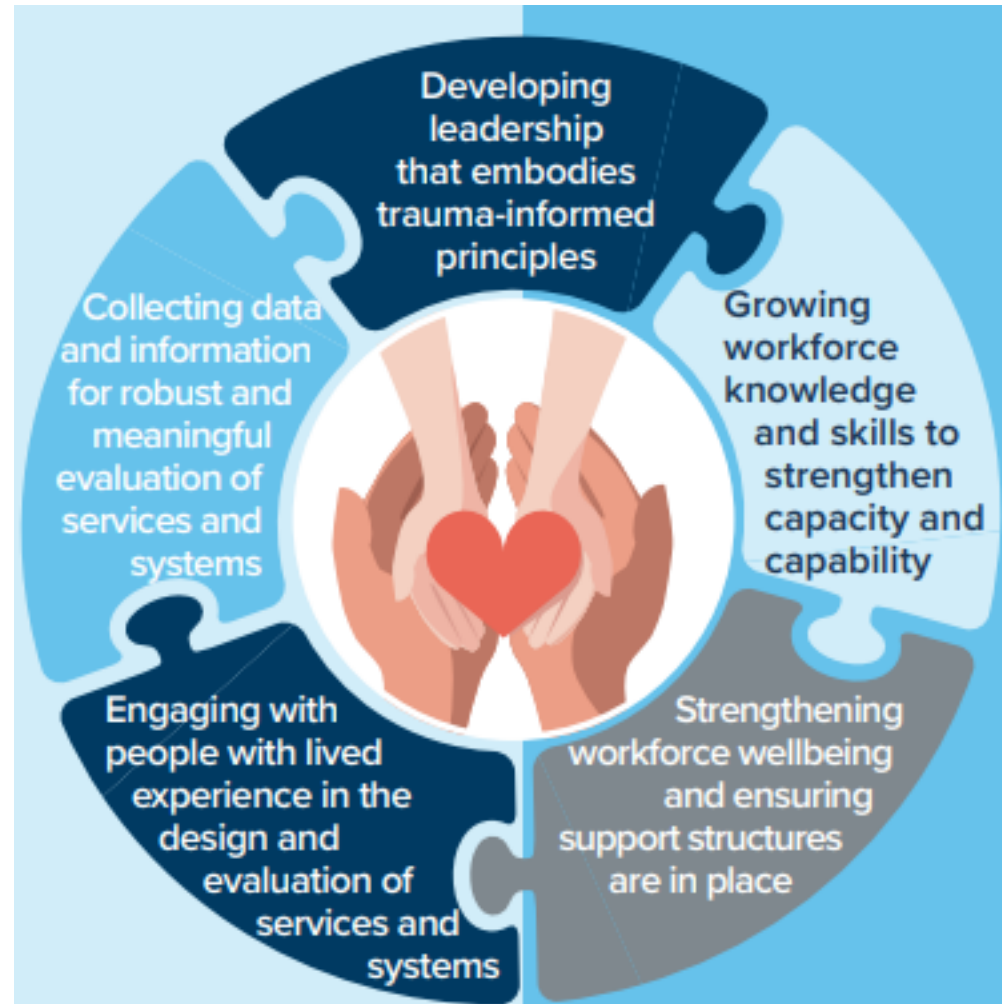 Developing
leadership
that embodies
trauma-informed
principles
Growing
workforce
knowledge
and skills to
strengthen
capacity and
capability
Strengthening
workforce wellbeing
and ensuring
support structures
are in place
Engaging with
people with lived
experience in the
design and
evaluation of
services and
systems
Collecting data
and information
for robust and
meaningful
evaluation of
services and
systems